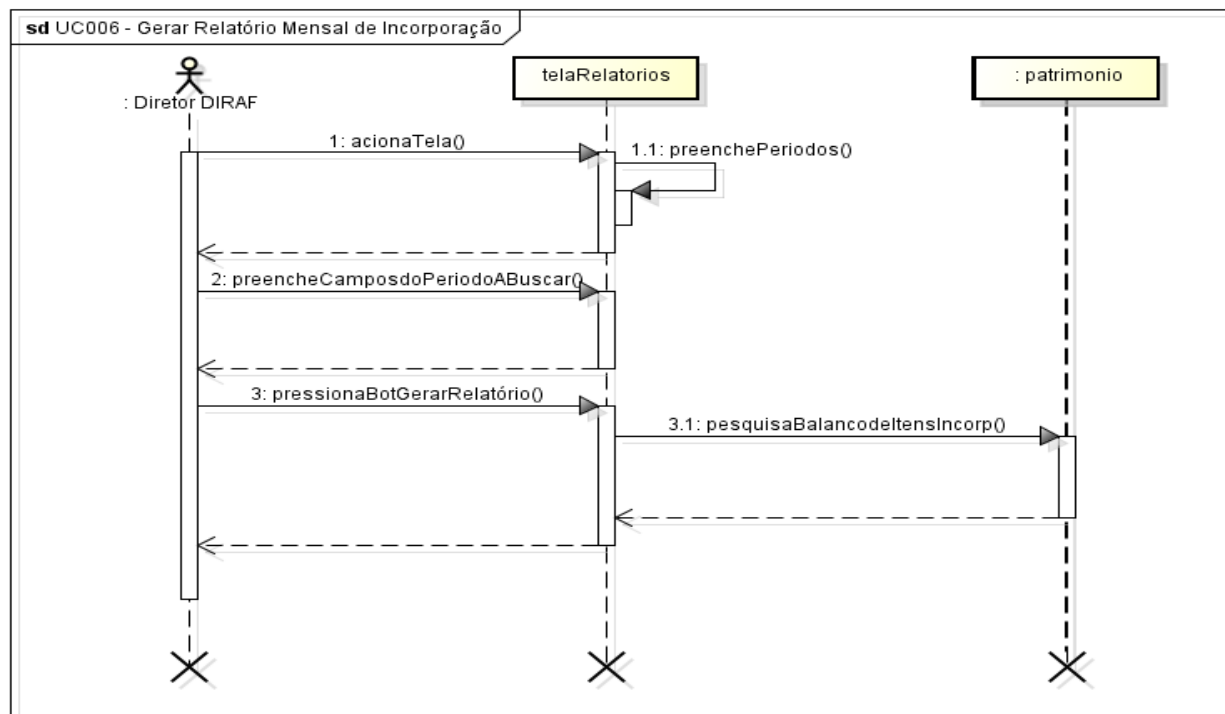 sd UC006 - Gerar Relatório Mensal de Incorporação
: Diretor DIRAF
telaRelatorios
: patrimonio
1: acionaTela()
1.1: preenchePeriodos()
2: preencheCamposdoPeriodoABuscar()
3: pressionaBotGerarRelatório()
3.1: pesquisaBalancodeItensIncorp()